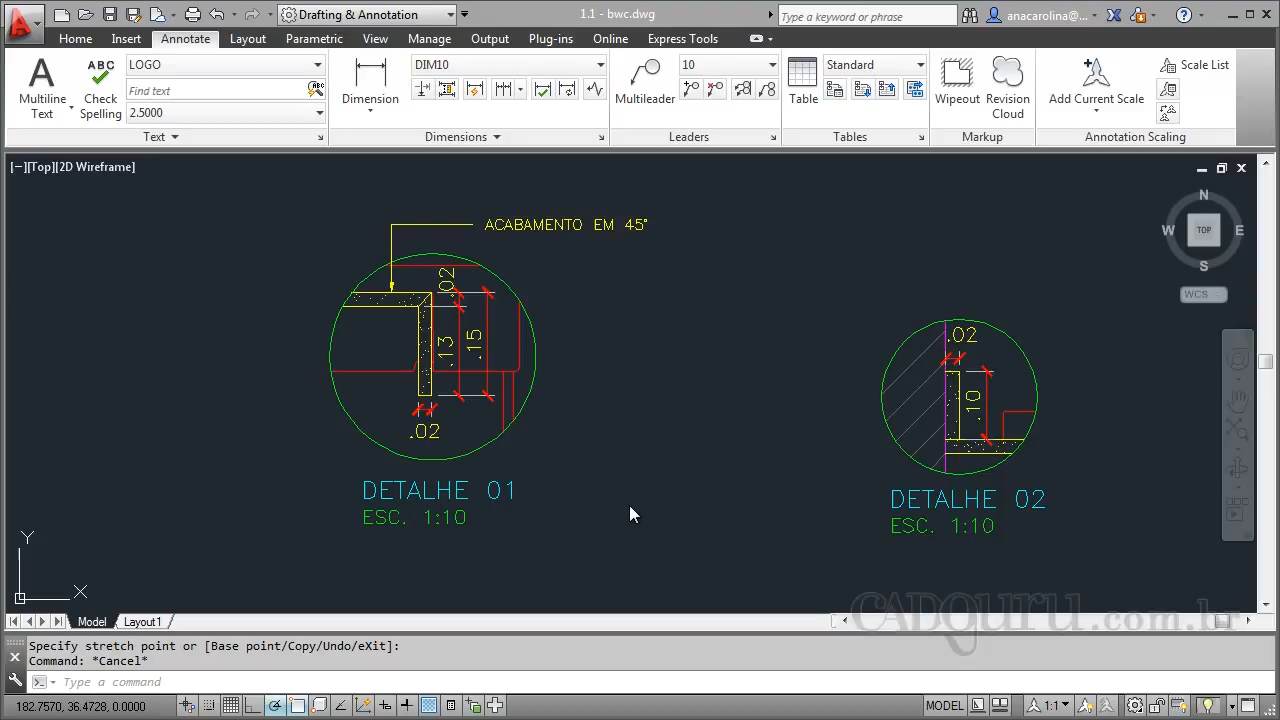 Drafting & Annotation
1.1 - bwc.dwg
Type a keyword or phrase
anacarolina@...
Home Insert Annotate Layout Parametric View Manage Output Plug-ins Online Express Tools
A
Multiline
Text
ABC
Check
Spelling
LOGO
Find text
ABC
2.5000
Text
Dimension
DIM10
Dimensions
Multileader
10
Leaders
Table
Standard
Tables
Wipeout
Revision
Cloud
Markup
Add Current Scale
Scale List
Annotation Scaling
[−][Top][2D Wireframe]
N
W TOP E
S
WCS
ACABAMENTO EM 45°
.02
.13
.15
.02
DETALHE 01
ESC. 1:10
.02
.10
DETALHE 02
ESC. 1:10
Y
X
CADguru.com.br
Model Layout1
Specify stretch point or [Base point/Copy/Undo/eXit]:
Command: *Cancel*
Type a command
182.7570, 36.4728, 0.0000
MODEL
1:1